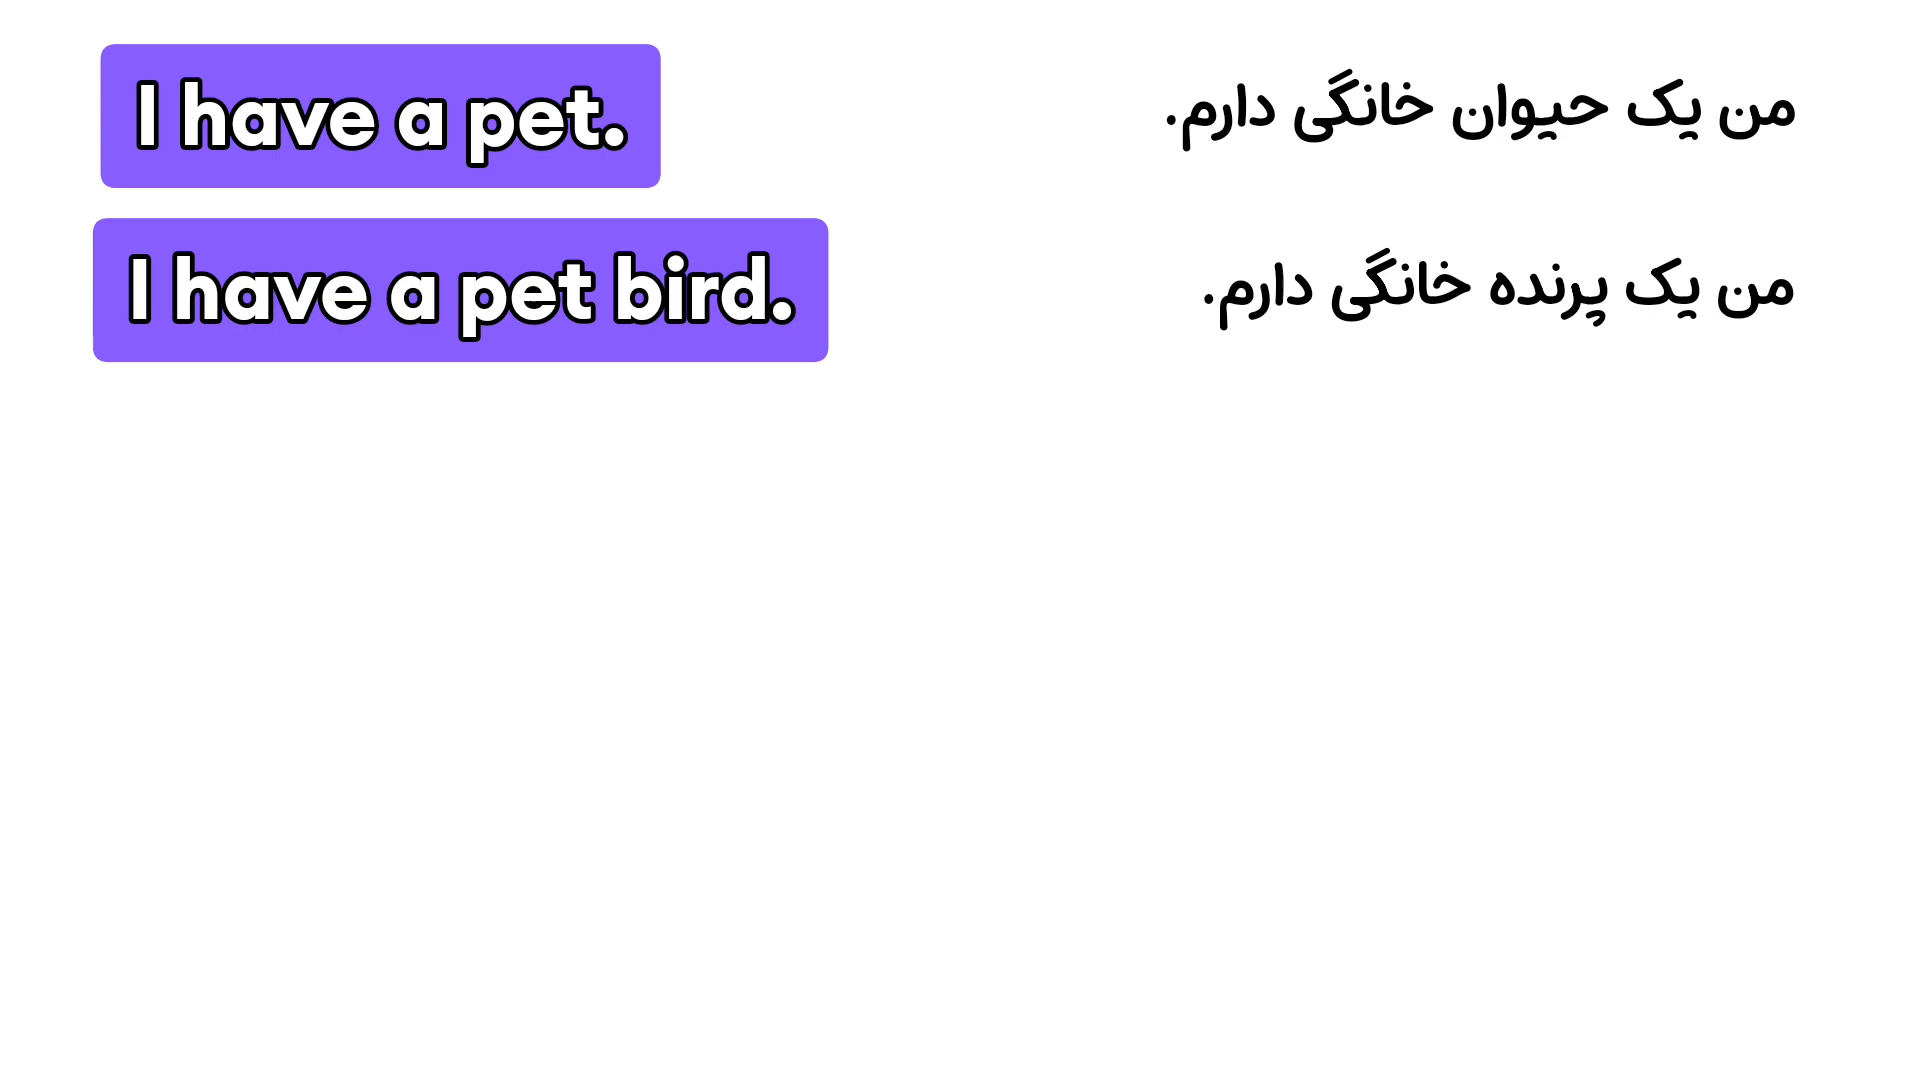 I have a pet.
من یک حیوان خانگی دارم.
I have a pet bird.
من یک پرنده خانگی دارم.